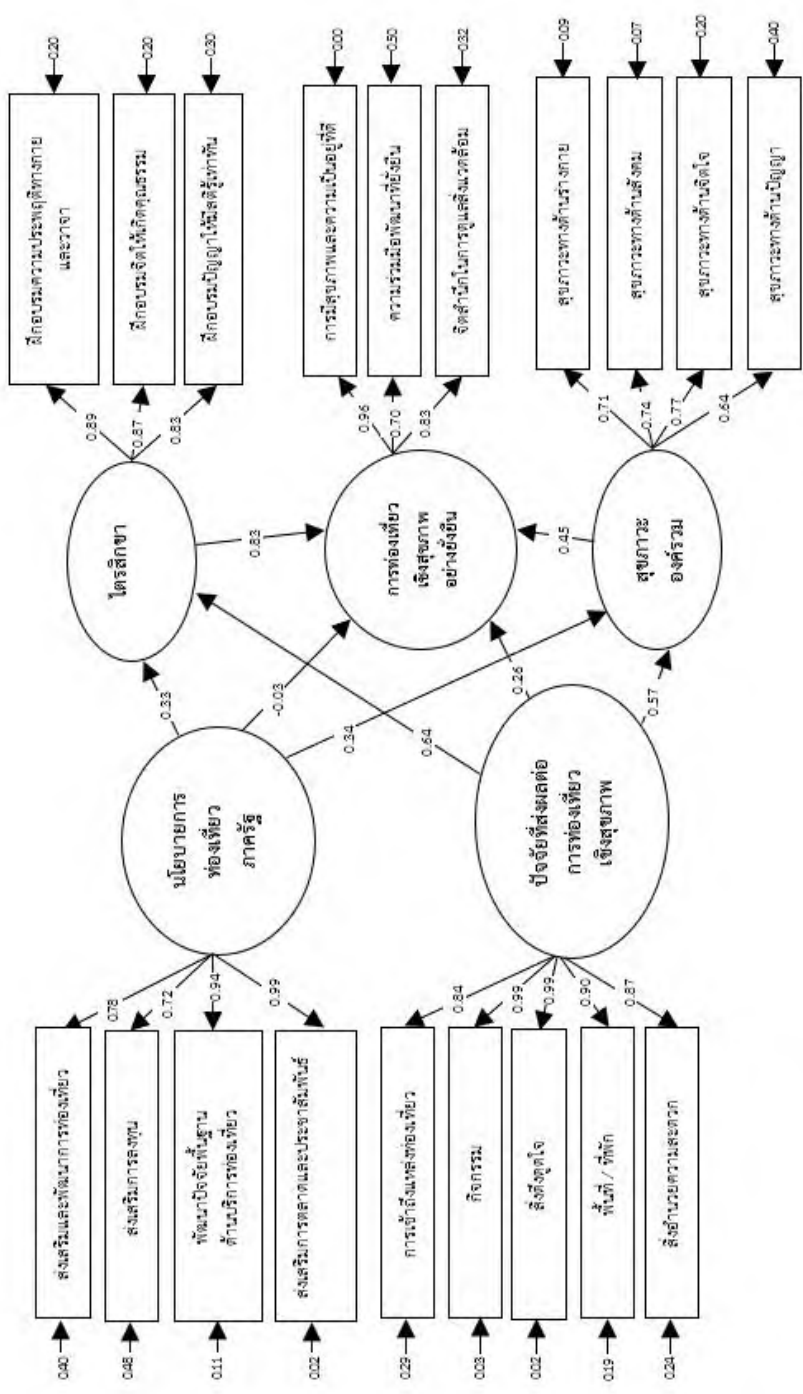 0.40
ส่งเสริมและพัฒนาการท่องเที่ยว
0.78
0.48
ส่งเสริมการลงทุน
0.72
0.11
พัฒนาปัจจัยพื้นฐาน
ด้านบริการท่องเที่ยว
0.94
0.02
ส่งเสริมการตลาดและประชาสัมพันธ์
0.99
0.29
การเข้าถึงแหล่งท่องเที่ยว
0.84
0.03
กิจกรรม
0.99
0.02
สิ่งดึงดูดใจ
0.99
0.19
พื้นที่ / ที่พัก
0.90
0.24
สิ่งอำนวยความสะดวก
0.87
นโยบายการ
ท่องเที่ยว
ภาครัฐ
ปัจจัยที่ส่งผลต่อ
การท่องเที่ยว
เชิงสุขภาพ
0.33
-0.03
0.34
0.64
0.26
0.57
ไตรสิกขา
0.83
การท่องเที่ยว
เชิงสุขภาพ
อย่างยั่งยืน
0.45
สุขภาวะ
องค์รวม
0.89
ฝึกอบรมความประพฤติทางกาย
และวาจา
0.20
0.87
ฝึกอบรมจิตให้เกิดคุณธรรม
0.20
0.83
ฝึกอบรมปัญญาให้มีสติรู้เท่าทัน
0.30
0.96
การมีสุขภาพและความเป็นอยู่ที่ดี
0.00
0.70
ความร่วมมือพัฒนาที่ยั่งยืน
0.50
0.83
จิตสำนึกในการดูแลสิ่งแวดล้อม
0.32
0.71
สุขภาวะทางด้านร่างกาย
0.09
0.74
สุขภาวะทางด้านสังคม
0.07
0.77
สุขภาวะทางด้านจิตใจ
0.20
0.64
สุขภาวะทางด้านปัญญา
0.40